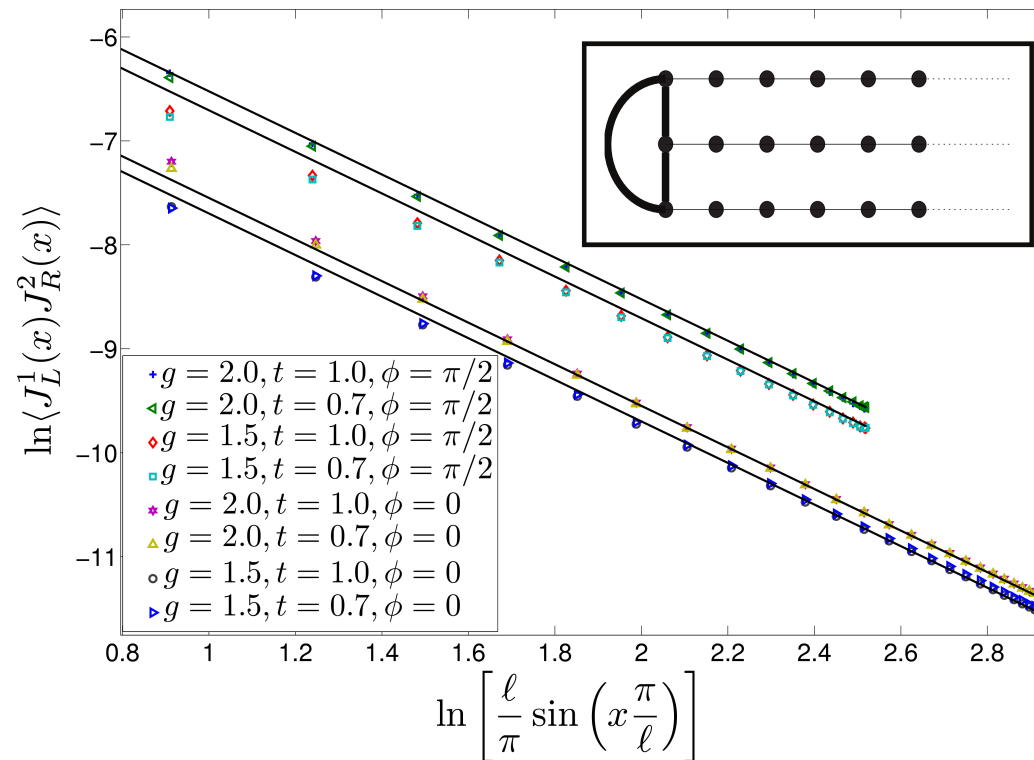 ln⟨J_L^1(x)J_R^2(x)⟩
−6
−7
−8
−9
−10
−11
g = 2.0, t = 1.0, ϕ = π/2
g = 2.0, t = 0.7, ϕ = π/2
g = 1.5, t = 1.0, ϕ = π/2
g = 1.5, t = 0.7, ϕ = π/2
g = 2.0, t = 1.0, ϕ = 0
g = 2.0, t = 0.7, ϕ = 0
g = 1.5, t = 1.0, ϕ = 0
g = 1.5, t = 0.7, ϕ = 0
0.8 1 1.2 1.4 1.6 1.8 2 2.2 2.4 2.6 2.8
ln [ ℓ/π sin ( x π/ℓ ) ]